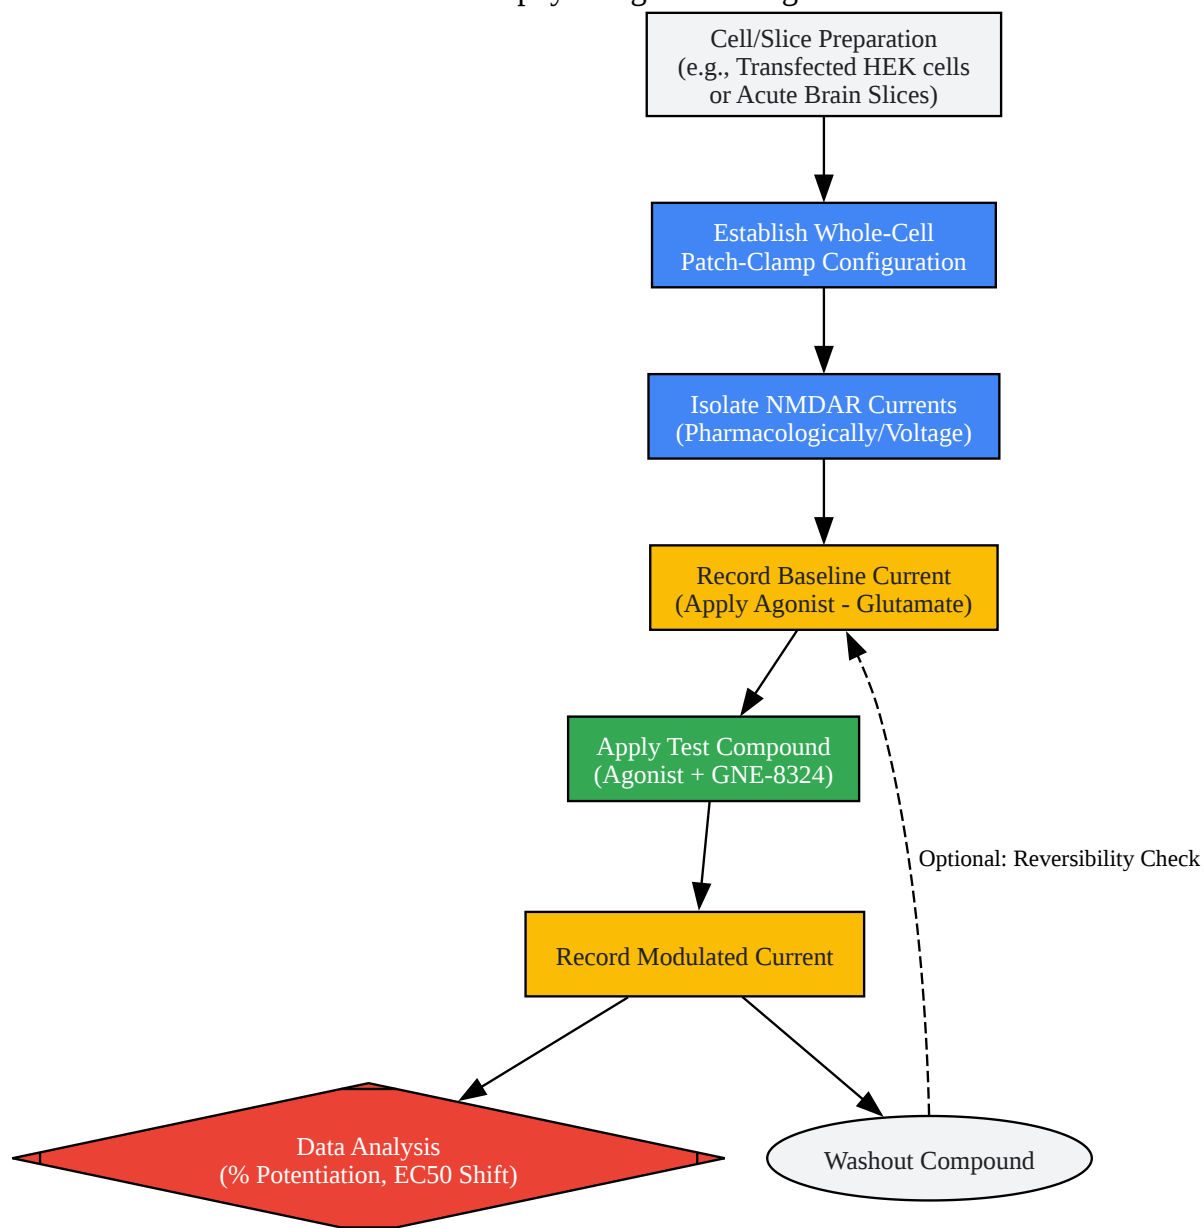 Cell/Slice Preparation
(e.g., Transfected HEK cells
or Acute Brain Slices)
Establish Whole-Cell
Patch-Clamp Configuration
Isolate NMDAR Currents
(Pharmacologically/Voltage)
Record Baseline Current
(Apply Agonist - Glutamate)
Apply Test Compound
(Agonist + GNE-8324)
Optional: Reversibility Check
Record Modulated Current
Data Analysis
(% Potentiation, EC50 Shift)
Washout Compound